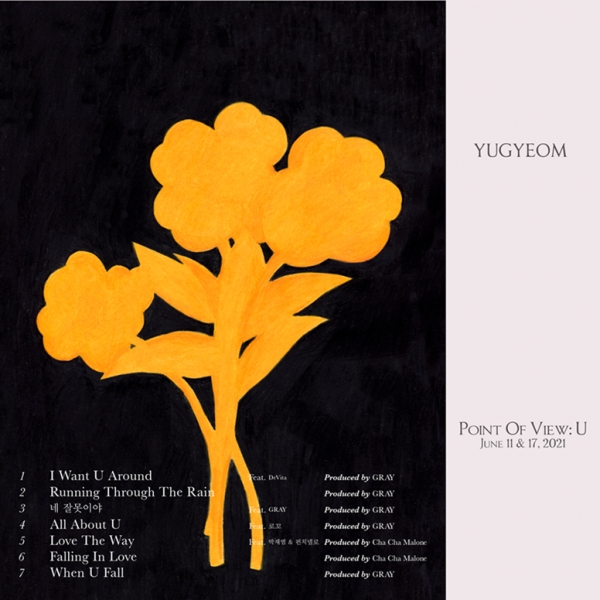 YUGYEOM
POINT OF VIEW: U
JUNE 11 & 17, 2021
1 I Want U Around Feat. DeVita Produced by GRAY
2 Running Through The Rain Produced by GRAY
3 네 잘못이야 Feat. GRAY Produced by GRAY
4 All About U Feat. 로꼬 Produced by GRAY
5 Love The Way Feat. 박재범 & 펀치넬로 Produced by Cha Cha Malone
6 Falling In Love Produced by Cha Cha Malone
7 When U Fall Produced by GRAY